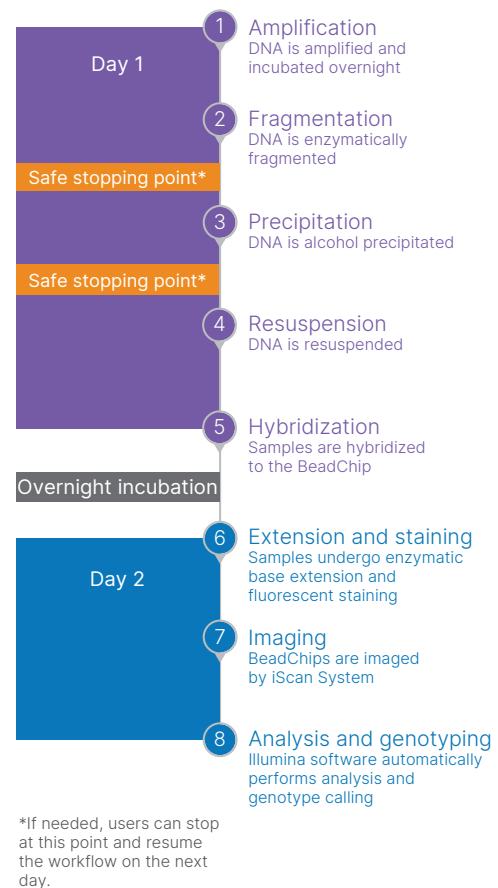 Day 1
1
Amplification
DNA is amplified and
incubated overnight
2
Fragmentation
DNA is enzymatically
fragmented
Safe stopping point*
3
Precipitation
DNA is alcohol precipitated
Safe stopping point*
4
Resuspension
DNA is resuspended
5
Hybridization
Samples are hybridized
to the BeadChip
Overnight incubation
6
Extension and staining
Samples undergo enzymatic
base extension and
fluorescent staining
Day 2
7
Imaging
BeadChips are imaged
by iScan System
8
Analysis and genotyping
Illumina software automatically
performs analysis and
genotype calling
*If needed, users can stop
at this point and resume
the workflow on the next
day.